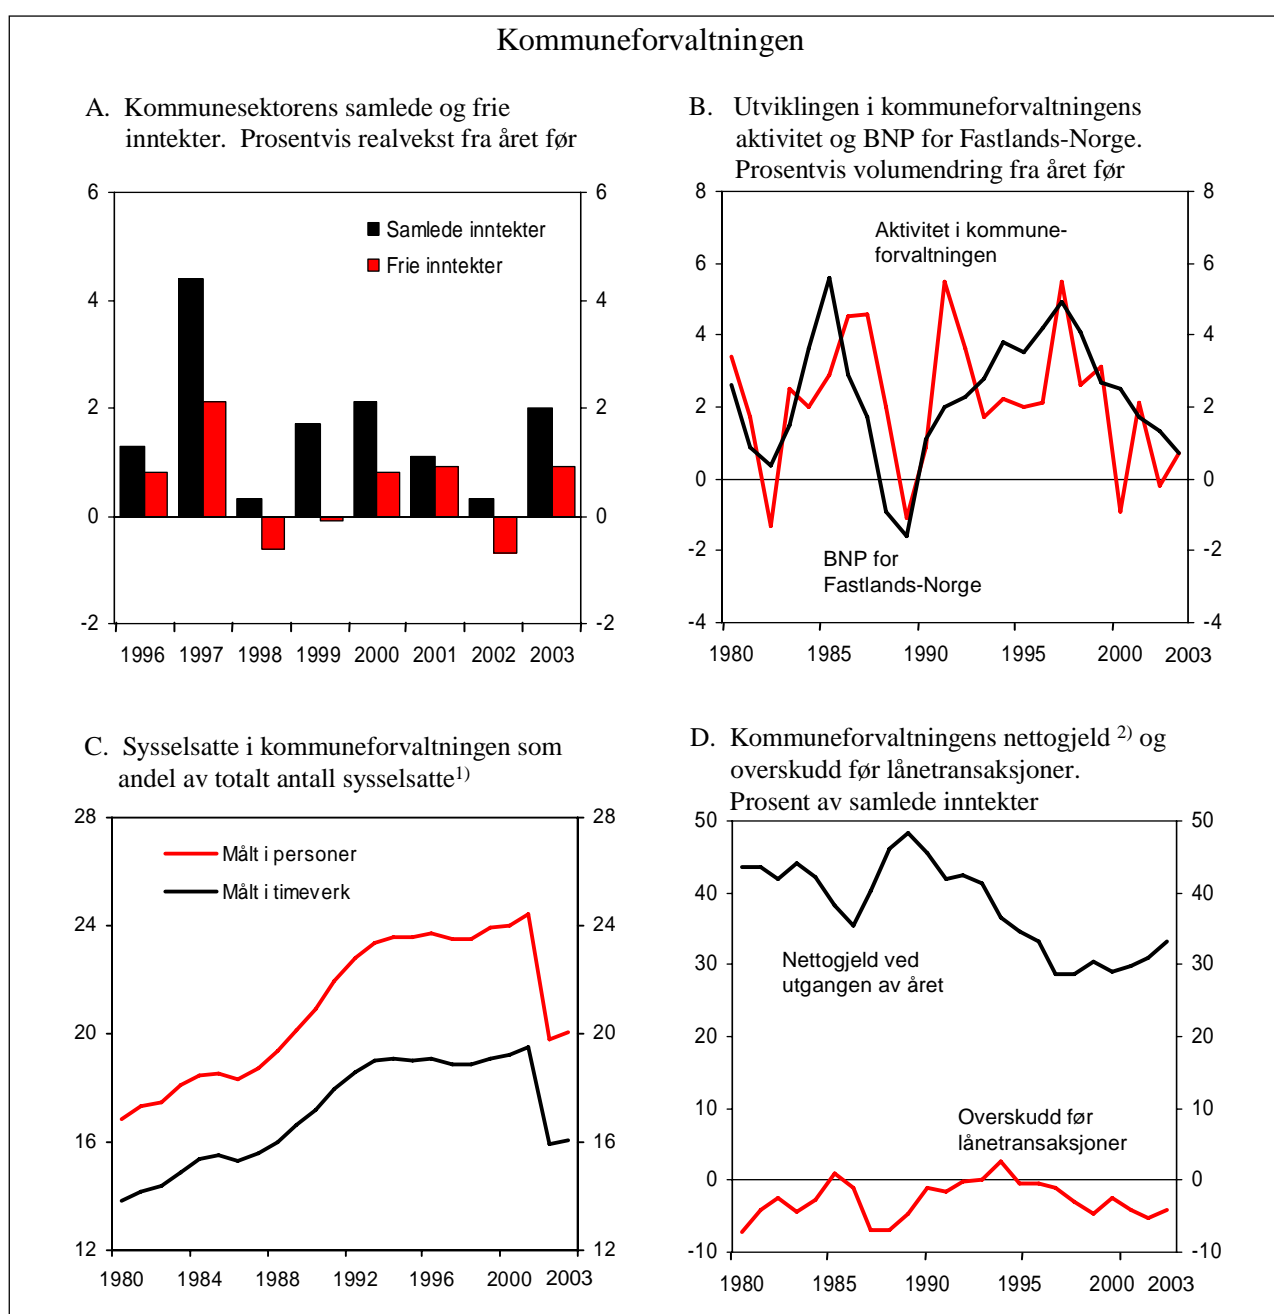 Kommuneforvaltningen
A. Kommunesektorens samlede og frie
inntekter. Prosentvis realvekst fra året før
6 6
Samlede inntekter
Frie inntekter
4 4
2 2
0 0
-2 -2
1996 1997 1998 1999 2000 2001 2002 2003
B. Utviklingen i kommuneforvaltningens
aktivitet og BNP for Fastlands-Norge.
Prosentvis volumendring fra året før
8 8
Aktivitet i kommune-
forvaltningen
6 6
4 4
2 2
0 0
-2 -2
BNP for
Fastlands-Norge
-4 -4
1980 1985 1990 1995 2000 2003
C. Sysselsatte i kommuneforvaltningen som
andel av totalt antall sysselsatte1)
28 28
Målt i personer
Målt i timeverk
24 24
20 20
16 16
12 12
1980 1984 1988 1992 1996 2000 2003
D. Kommuneforvaltningens nettogjeld 2) og
overskudd før lånetransaksjoner.
Prosent av samlede inntekter
50 50
40 40
30 30
Nettogjeld ved
utgangen av året
20 20
10 10
Overskudd før
lånetransaksjoner
0 0
-10 -10
1980 1985 1990 1995 2000 2003